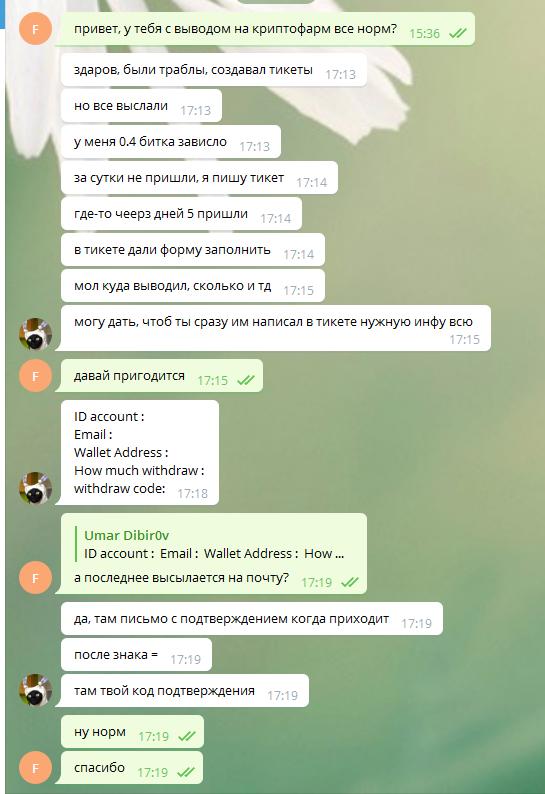 привет, у тебя с выводом на криптофарм все норм? 15:36
здаров, были траблы, создавал тикеты 17:13
но все выслали 17:13
у меня 0.4 битка зависло 17:13
за сутки не пришли, я пишу тикет 17:14
где-то чеерз дней 5 пришли 17:14
в тикете дали форму заполнить 17:14
мол куда выводил, сколько и тд 17:15
могу дать, чтоб ты сразу им написал в тикете нужную инфу всю
17:15
давай пригодится 17:15
ID account :
Email :
Wallet Address :
How much withdraw :
withdraw code: 17:18
Umar Dibir0v
ID account : Email : Wallet Address : How ...
а последнее высылается на почту? 17:19
да, там письмо с подтверждением когда приходит 17:19
после знака = 17:19
там твой код подтверждения 17:19
ну норм 17:19
спасибо 17:19
F
F
F
F